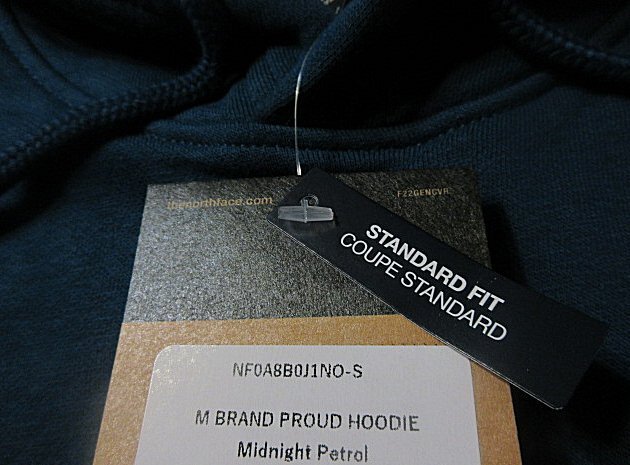 thenorthface.com
F22GENCVR
STANDARD FIT
COUPE STANDARD
NF0A8B0J1NO-S
M BRAND PROUD HOODIE
Midnight Petrol